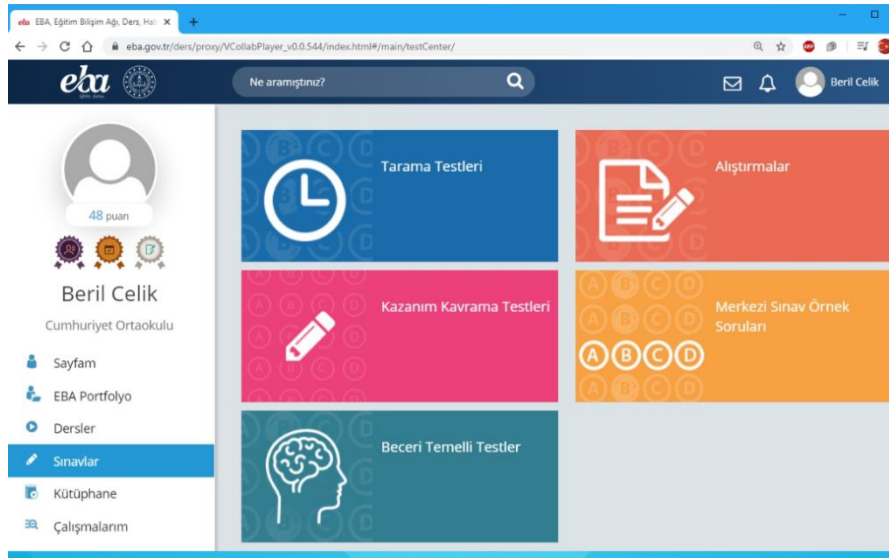 eba EBA, Eğitim Bilişim Ağı, Ders, Hat
eba.gov.tr/ders/proxy/VCollabPlayer_v0.0.544/index.html#/main/testCenter/
eba
Ne aramıştınız?
Beril Celik
48 puan
Beril Celik
Cumhuriyet Ortaokulu
Sayfam
EBA Portfolyo
Dersler
Sınavlar
Kütüphane
Çalışmalarım
Tarama Testleri
Alıştırmalar
Kazanım Kavrama Testleri
Merkezi Sınav Örnek
Soruları
A B C D
Beceri Temelli Testler